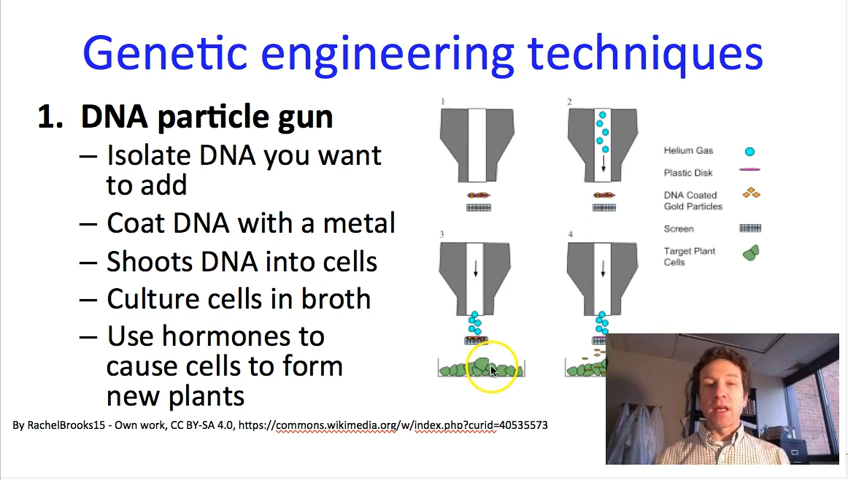 Genetic engineering techniques
1. DNA particle gun
– Isolate DNA you want
to add
– Coat DNA with a metal
– Shoots DNA into cells
– Culture cells in broth
– Use hormones to
cause cells to form
new plants
1
2
3
4
Helium Gas
Plastic Disk
DNA Coated
Gold Particles
Screen
Target Plant
Cells
By RachelBrooks15 - Own work, CC BY-SA 4.0, https://commons.wikimedia.org/w/index.php?curid=40535573